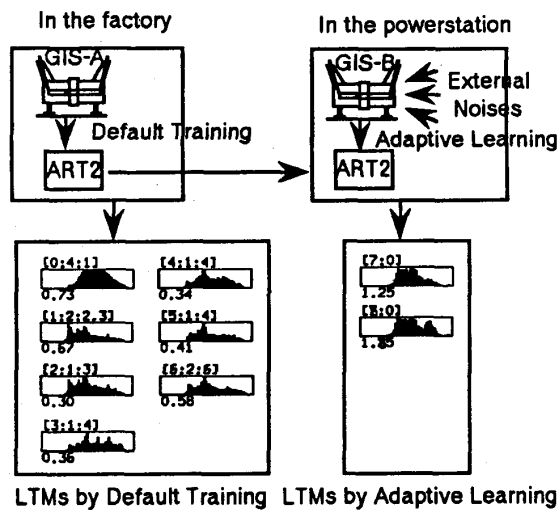 In the factory
In the powerstation
GIS-A
GIS-B
External
Noises
Default Training
Adaptive Learning
ART2
ART2
[0;4;1]
0.73
[4;1;4]
0.34
[1;2;2,3]
0.67
[5;1;4]
0.41
[2;1;3]
0.30
[6;2;6]
0.58
[3;1;4]
0.36
[7;0]
1.25
[8;0]
LTMs by Default Training
LTMs by Adaptive Learning